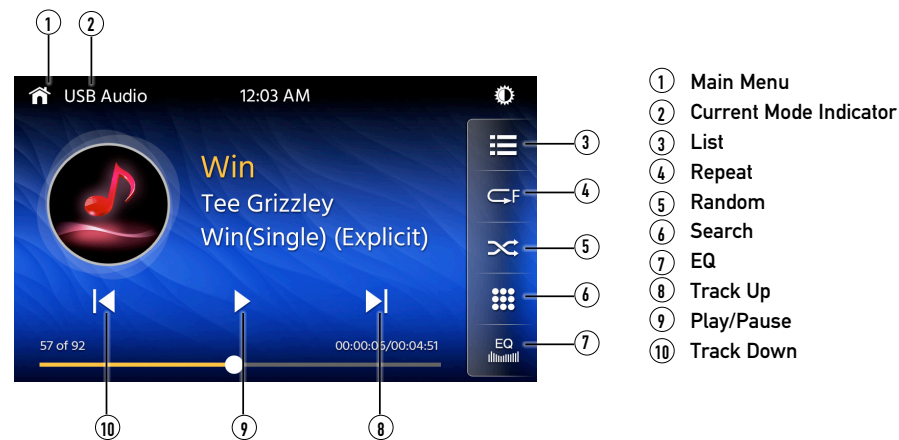 1 2
USB Audio 12:03 AM
Win
Tee Grizzley
Win(Single) (Explicit)
F
EQ
57 of 92 00:00:06/00:04:51
3
4
5
6
7
10 9 8
1 Main Menu
2 Current Mode Indicator
3 List
4 Repeat
5 Random
6 Search
7 EQ
8 Track Up
9 Play/Pause
10 Track Down